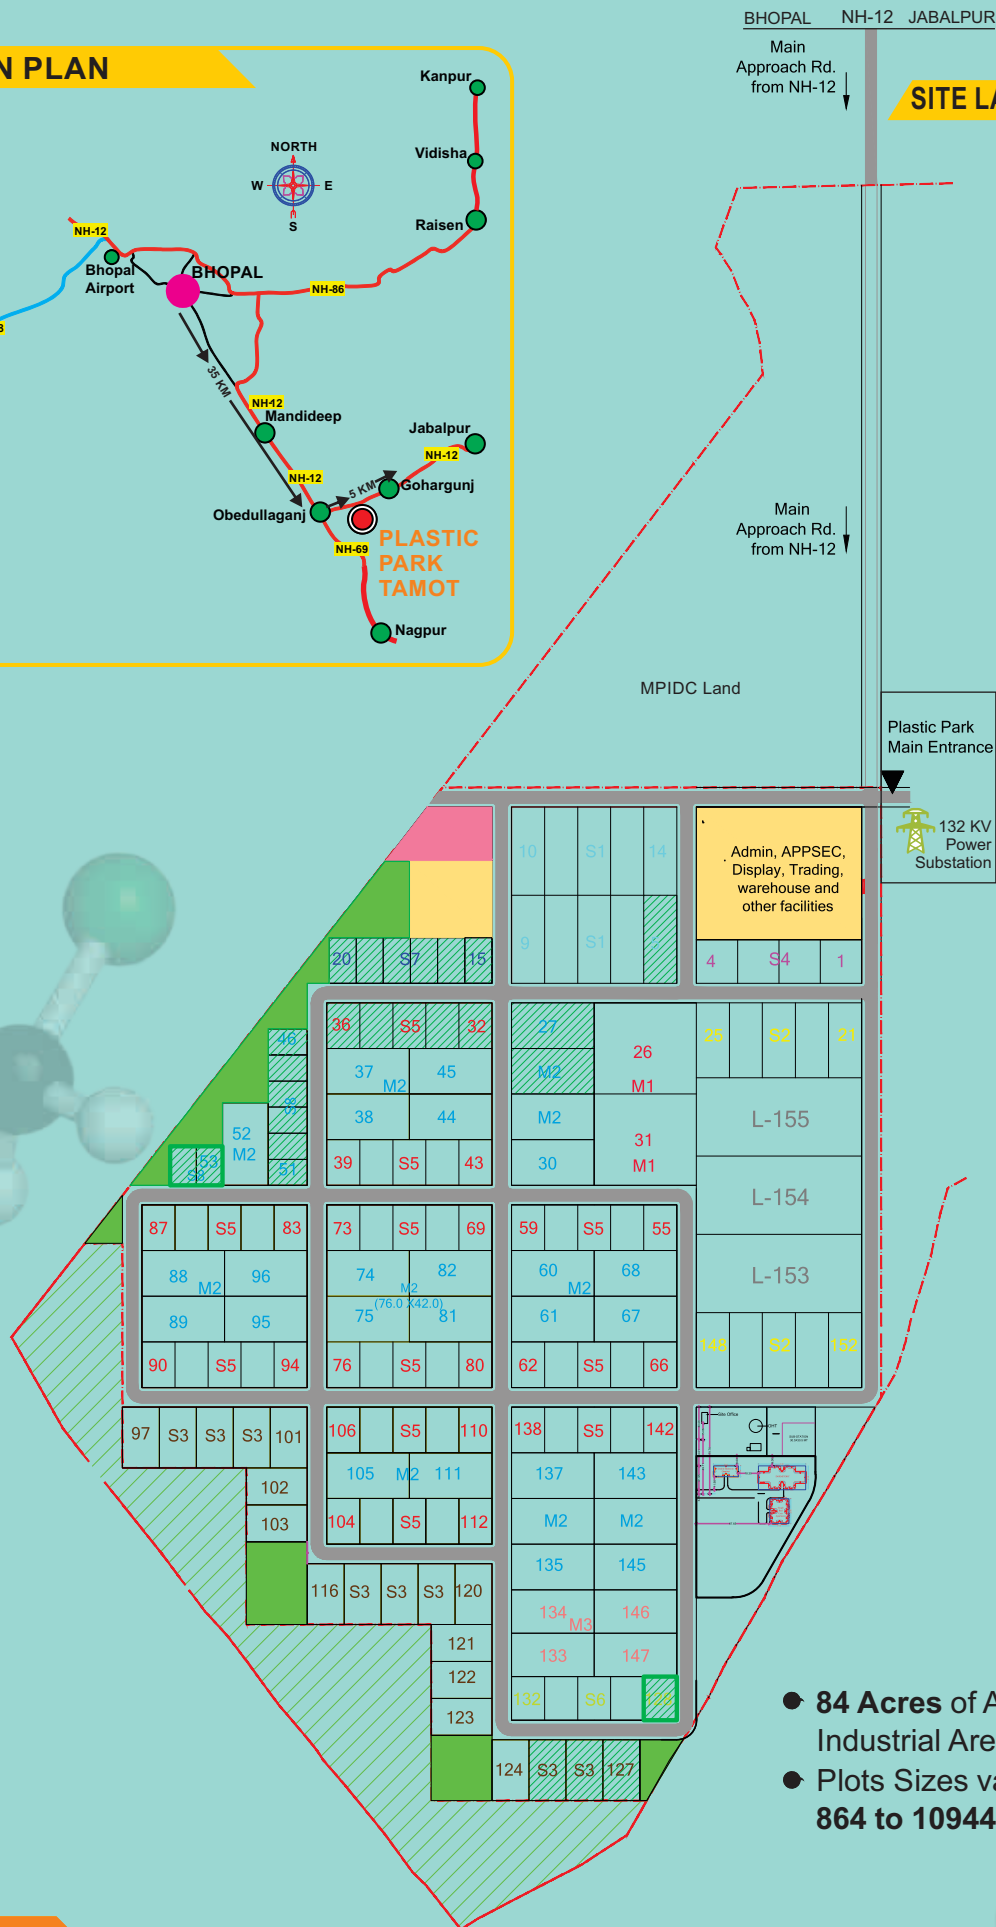 BHOPAL NH-12 JABALPUR
Main
Approach Rd.
from NH-12
N PLAN
SITE LA
Kanpur
Vidisha
Raisen
NORTH
W E
S
NH-12
Bhopal
Airport
BHOPAL
NH-86
35 KM
NH-12
Mandideep
Jabalpur
NH-12
NH-12
5 KM
Gohargunj
Obedullaganj
NH-69
PLASTIC
PARK
TAMOT
Nagpur
Main
Approach Rd.
from NH-12
MPIDC Land
Plastic Park
Main Entrance
132 KV
Power
Substation
Admin, APPSEC,
Display, Trading,
warehouse and
other facilities
10 S1 14
9 S1
4 S4 1
20 S7 15
36 S5 32
37 M2 45
38 44
39 S5 43
46
S8
51
52
M2
53
S8
27
M2
M2
30
26
M1
31
M1
25 S2 21
L-155
L-154
L-153
148 S2 152
87 S5 83
88 M2 96
89 95
90 S5 94
73 S5 69
74 82
M2
(76.0 X42.0)
75 81
76 S5 80
59 S5 55
60 M2 68
61 67
62 S5 66
97 S3 S3 S3 101
102
103
106 S5 110
105 M2 111
104 S5 112
138 S5 142
137 143
M2 M2
135 145
134 M3 146
133 147
132 S6
Site Office
116 S3 S3 S3 120
121
122
123
124 S3 S3 127
84 Acres of A
Industrial Are
Plots Sizes va
864 to 10944